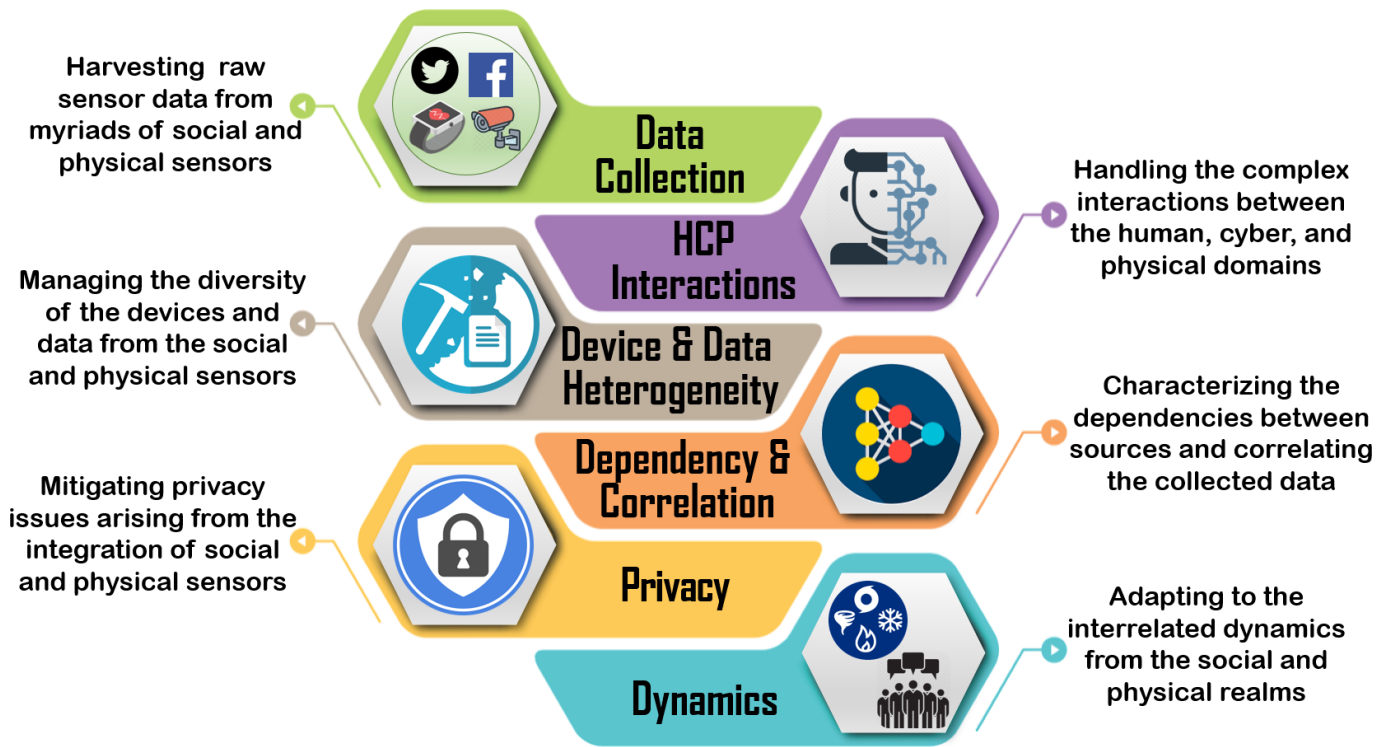 Harvesting raw
sensor data from
myriads of social and
physical sensors
Data
Collection
Handling the complex
interactions between
the human, cyber, and
physical domains
HCP
Interactions
Managing the diversity
of the devices and
data from the social
and physical sensors
Device & Data
Heterogeneity
Characterizing the
dependencies between
sources and correlating
the collected data
Dependency &
Correlation
Mitigating privacy
issues arising from the
integration of social
and physical sensors
Privacy
Adapting to the
interrelated dynamics
from the social and
physical realms
Dynamics